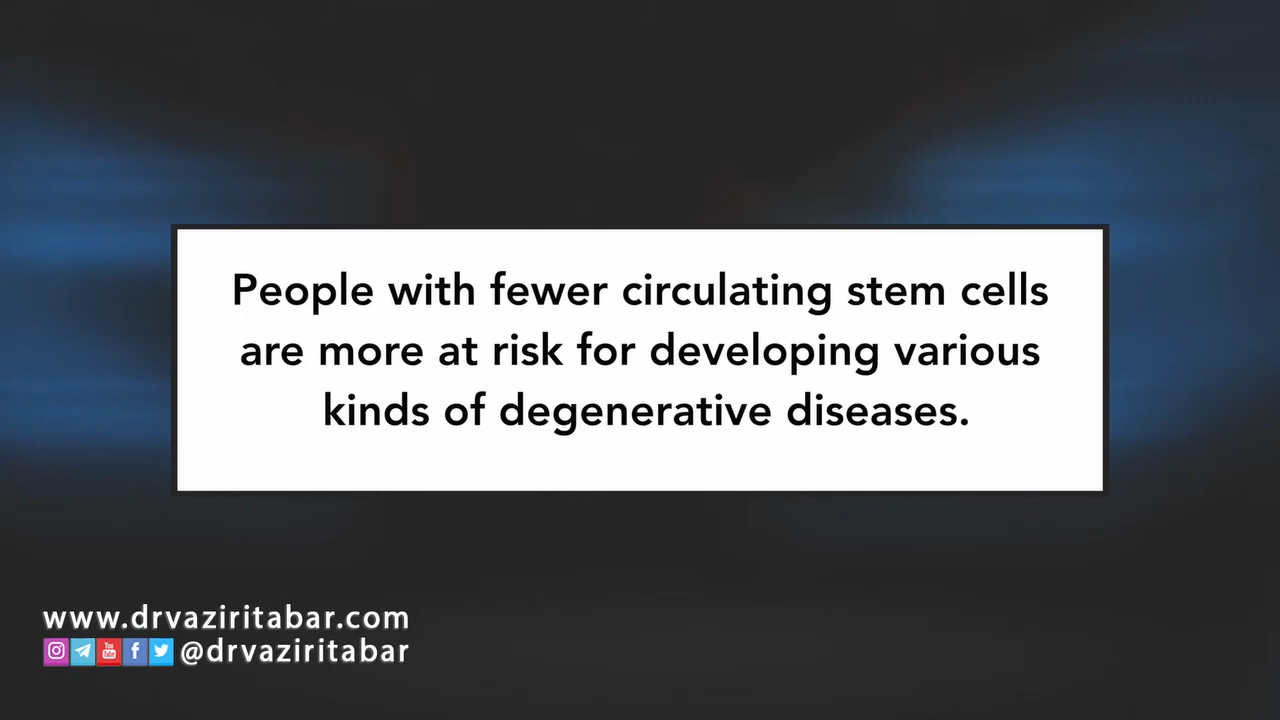 People with fewer circulating stem cells
are more at risk for developing various
kinds of degenerative diseases.
www.drvaziritabar.com
@drvaziritabar